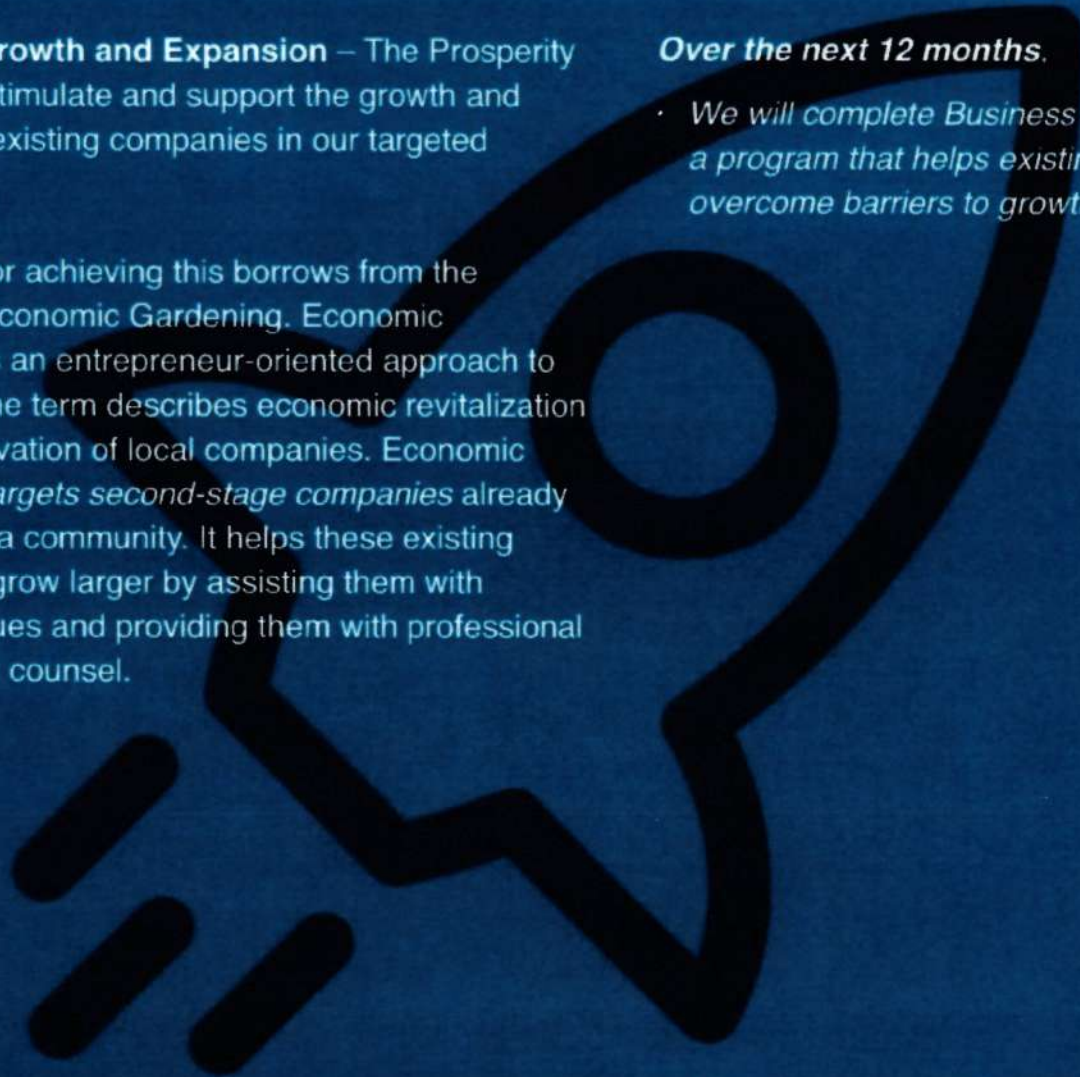 rowth and Expansion – The Prosperity
timulate and support the growth and
existing companies in our targeted
or achieving this borrows from the
conomic Gardening. Economic
an entrepreneur-oriented approach to
e term describes economic revitalization
vation of local companies. Economic
argets second-stage companies already
a community. It helps these existing
grow larger by assisting them with
ues and providing them with professional
counsel.
Over the next 12 months.
· We will complete Business
a program that helps existin
overcome barriers to growt